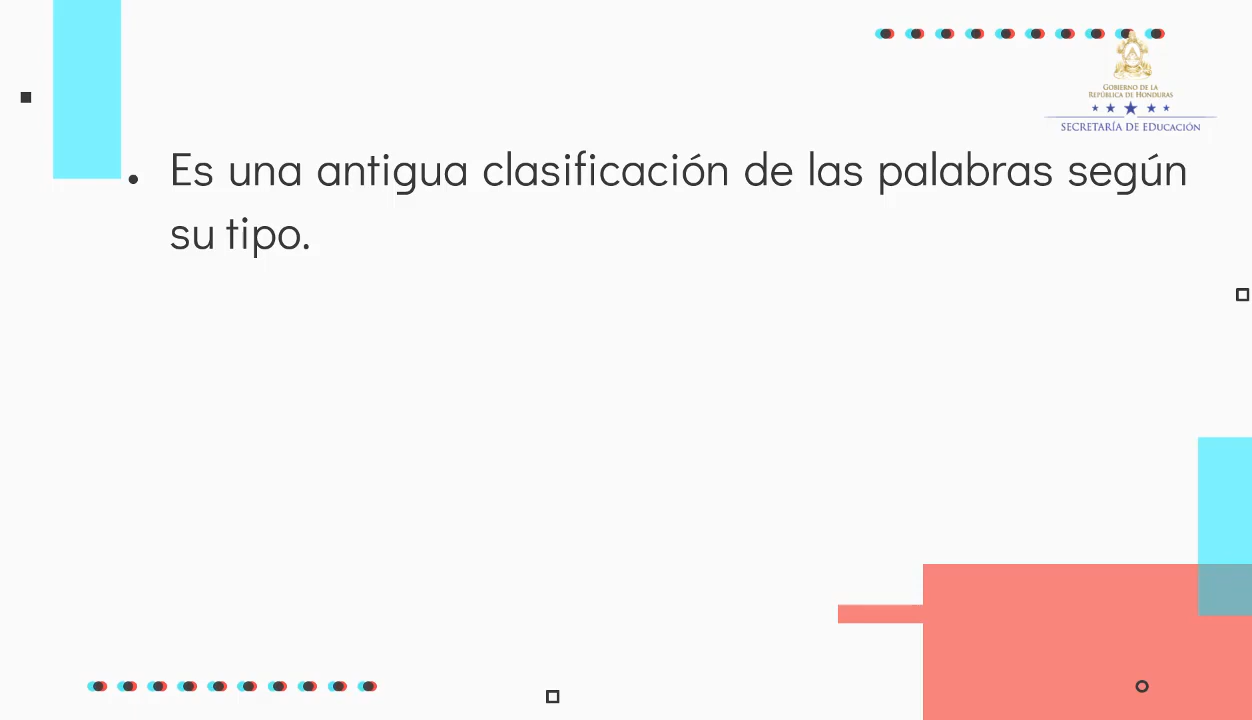 GOBIERNO DE LA
REPÚBLICA DE HONDURAS
SECRETARÍA DE EDUCACIÓN
• Es una antigua clasificación de las palabras según
su tipo.